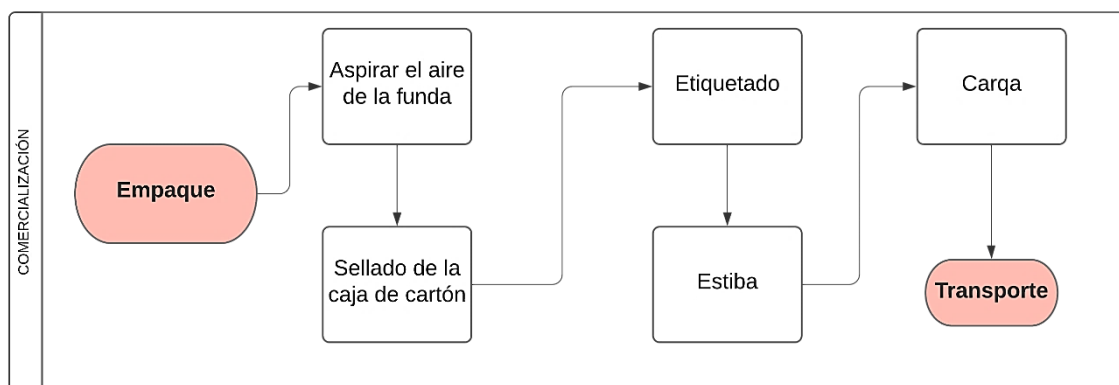 COMERCIALIZACIÓN
Empaque
Aspirar el aire
de la funda
Sellado de la
caja de cartón
Etiquetado
Estiba
Carqa
Transporte